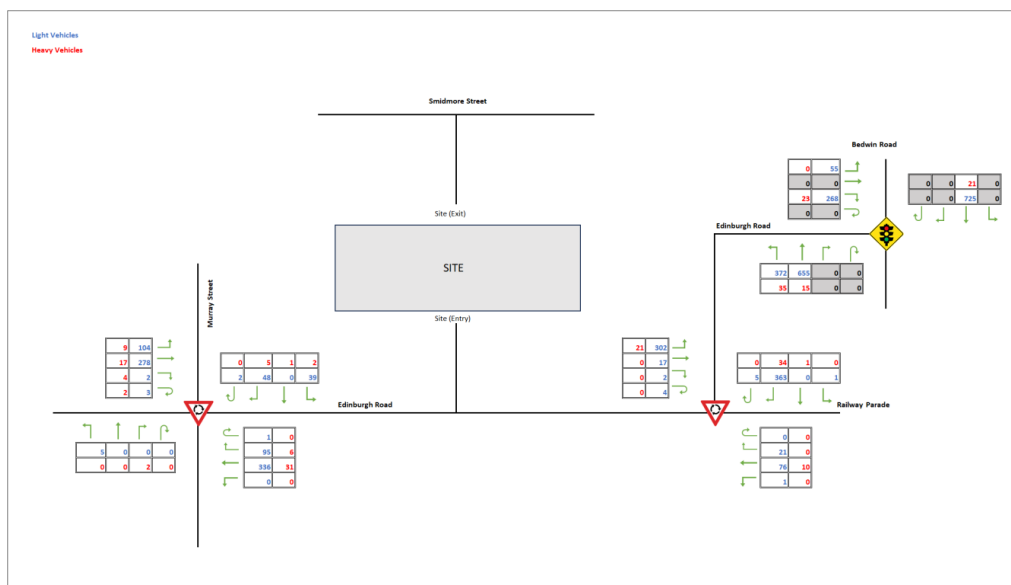 Light Vehicles
Heavy Vehicles
Smidmore Street
Bedwin Road
0 55
0 0
23 268
0 0
0 0 21 0
0 0 725 0
Site (Exit)
Edinburgh Road
SITE
372 655 0 0
35 15 0 0
Murray Street
Site (Entry)
9 104
17 278
4 2
2 3
0 5 1 2
2 48 0 39
21 302
0 17
0 2
0 4
0 34 1 0
5 363 0 1
Edinburgh Road
Railway Parade
5 0 0 0
0 0 2 0
1 0
95 6
336 31
0 0
0 0
21 0
76 10
1 0